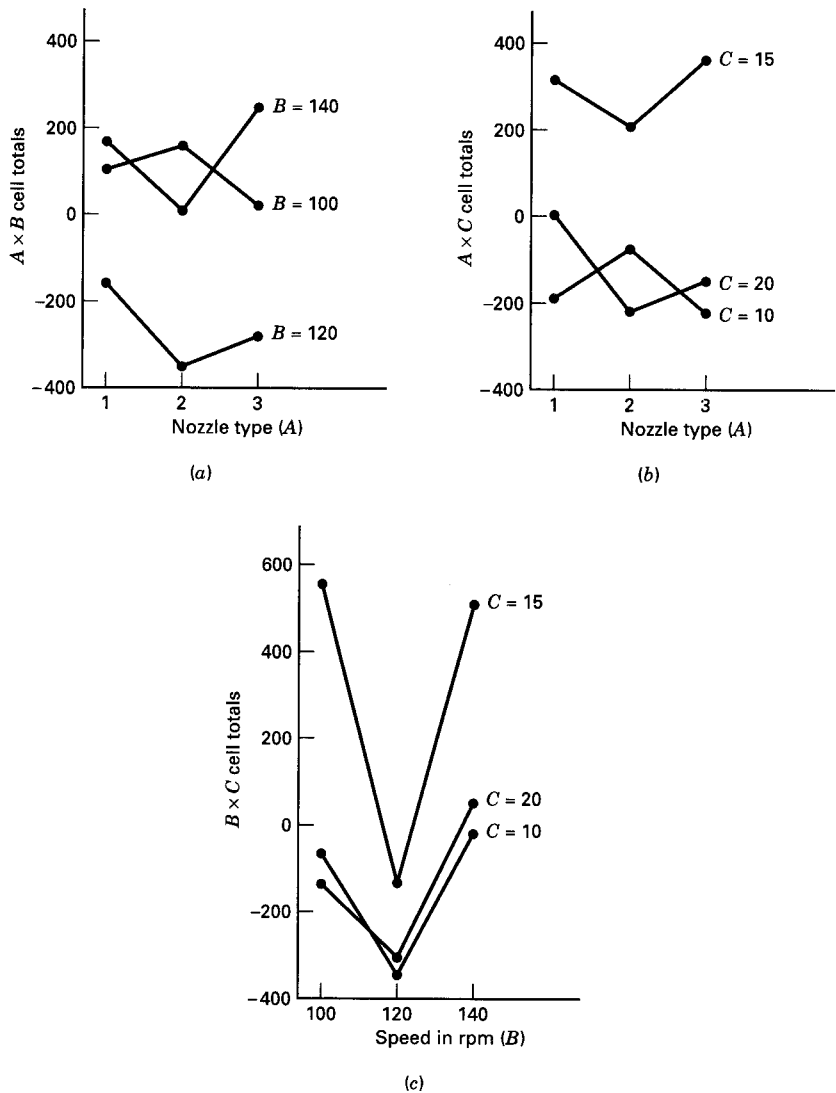 400
200
0
−200
−400
A × B cell totals
B = 140
B = 100
B = 120
1 2 3
Nozzle type (A)
(a)
400
200
0
−200
−400
A × C cell totals
C = 15
C = 20
C = 10
1 2 3
Nozzle type (A)
(b)
600
400
200
0
−200
−400
B × C cell totals
C = 15
C = 20
C = 10
100 120 140
Speed in rpm (B)
(c)